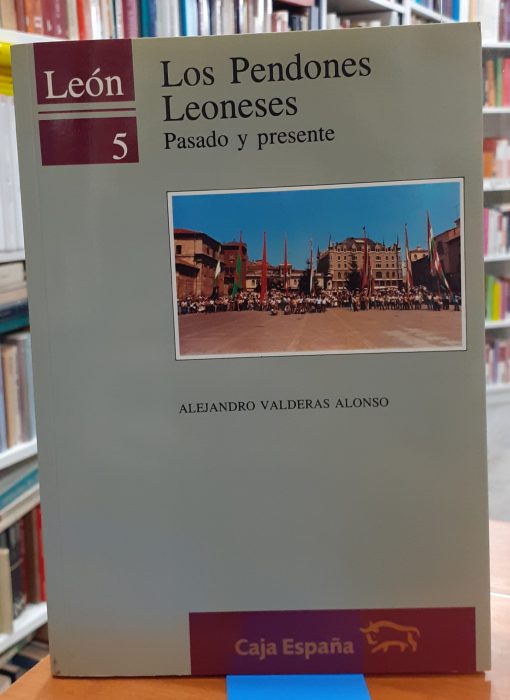 León
5
Los Pendones
Leoneses
Pasado y presente
ALEJANDRO VALDERAS ALONSO
Caja España